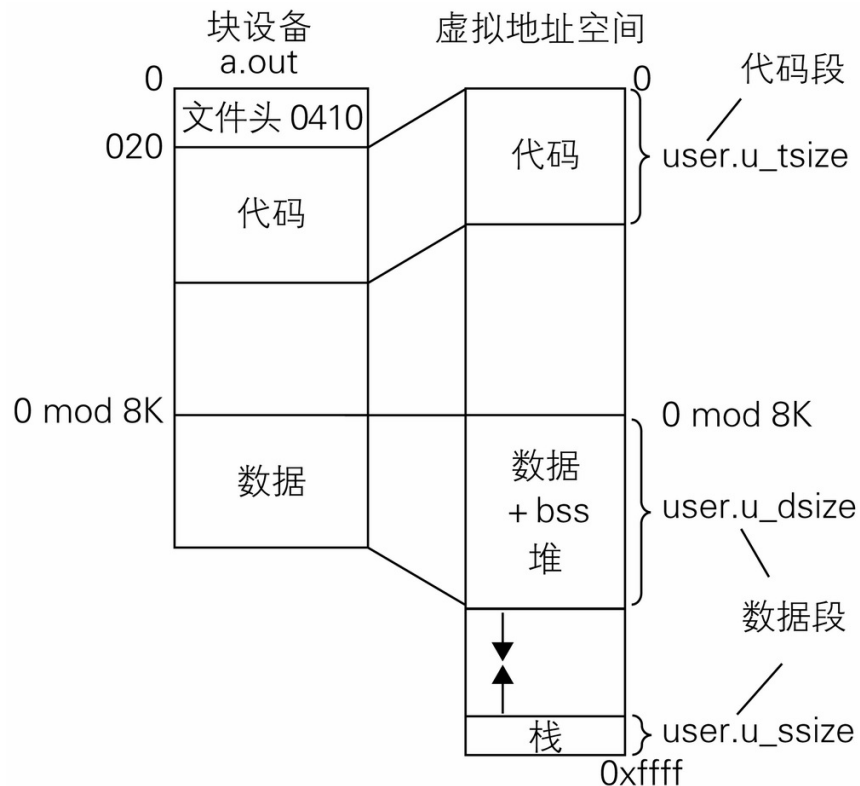 块设备
a.out
虚拟地址空间
0
0
代码段
文件头 0410
020
代码
代码
user.u_tsize
0 mod 8K
0 mod 8K
数据
数据
+ bss
堆
user.u_dsize
数据段
栈
user.u_ssize
0xffff